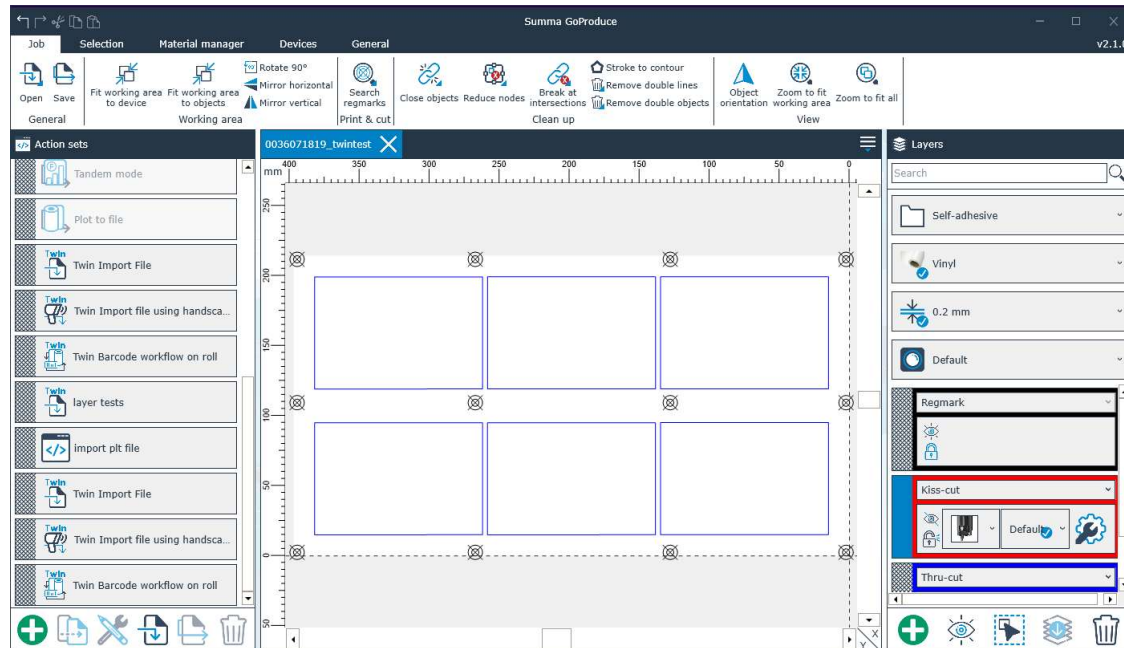 Summa GoProduce
Job Selection Material manager Devices General
v2.1.
Open Save
General
Fit working area to device
Fit working area to objects
Rotate 90°
Mirror horizontal
Mirror vertical
Working area
Search regmarks
Print & cut
Close objects
Reduce nodes
Break at intersections
Stroke to contour
Remove double lines
Remove double objects
Clean up
Object orientation
Zoom to fit working area
Zoom to fit all
View
Action sets
Tandem mode
Plot to file
Twin
Twin Import File
Twin
Twin Import file using handsca...
Twin
Twin Barcode workflow on roll
Twin
layer tests
</> import plt file
Twin
Twin Import File
Twin
Twin Import file using handsca...
Twin
Twin Barcode workflow on roll
0036071819_twintest
mm 400 350 300 250 200 150 100 50 0
250
200
150
100
50
0
50
X
Y
Layers
Search
Self-adhesive
Vinyl
0.2 mm
Default
Regmark
Kiss-cut
Default
Thru-cut